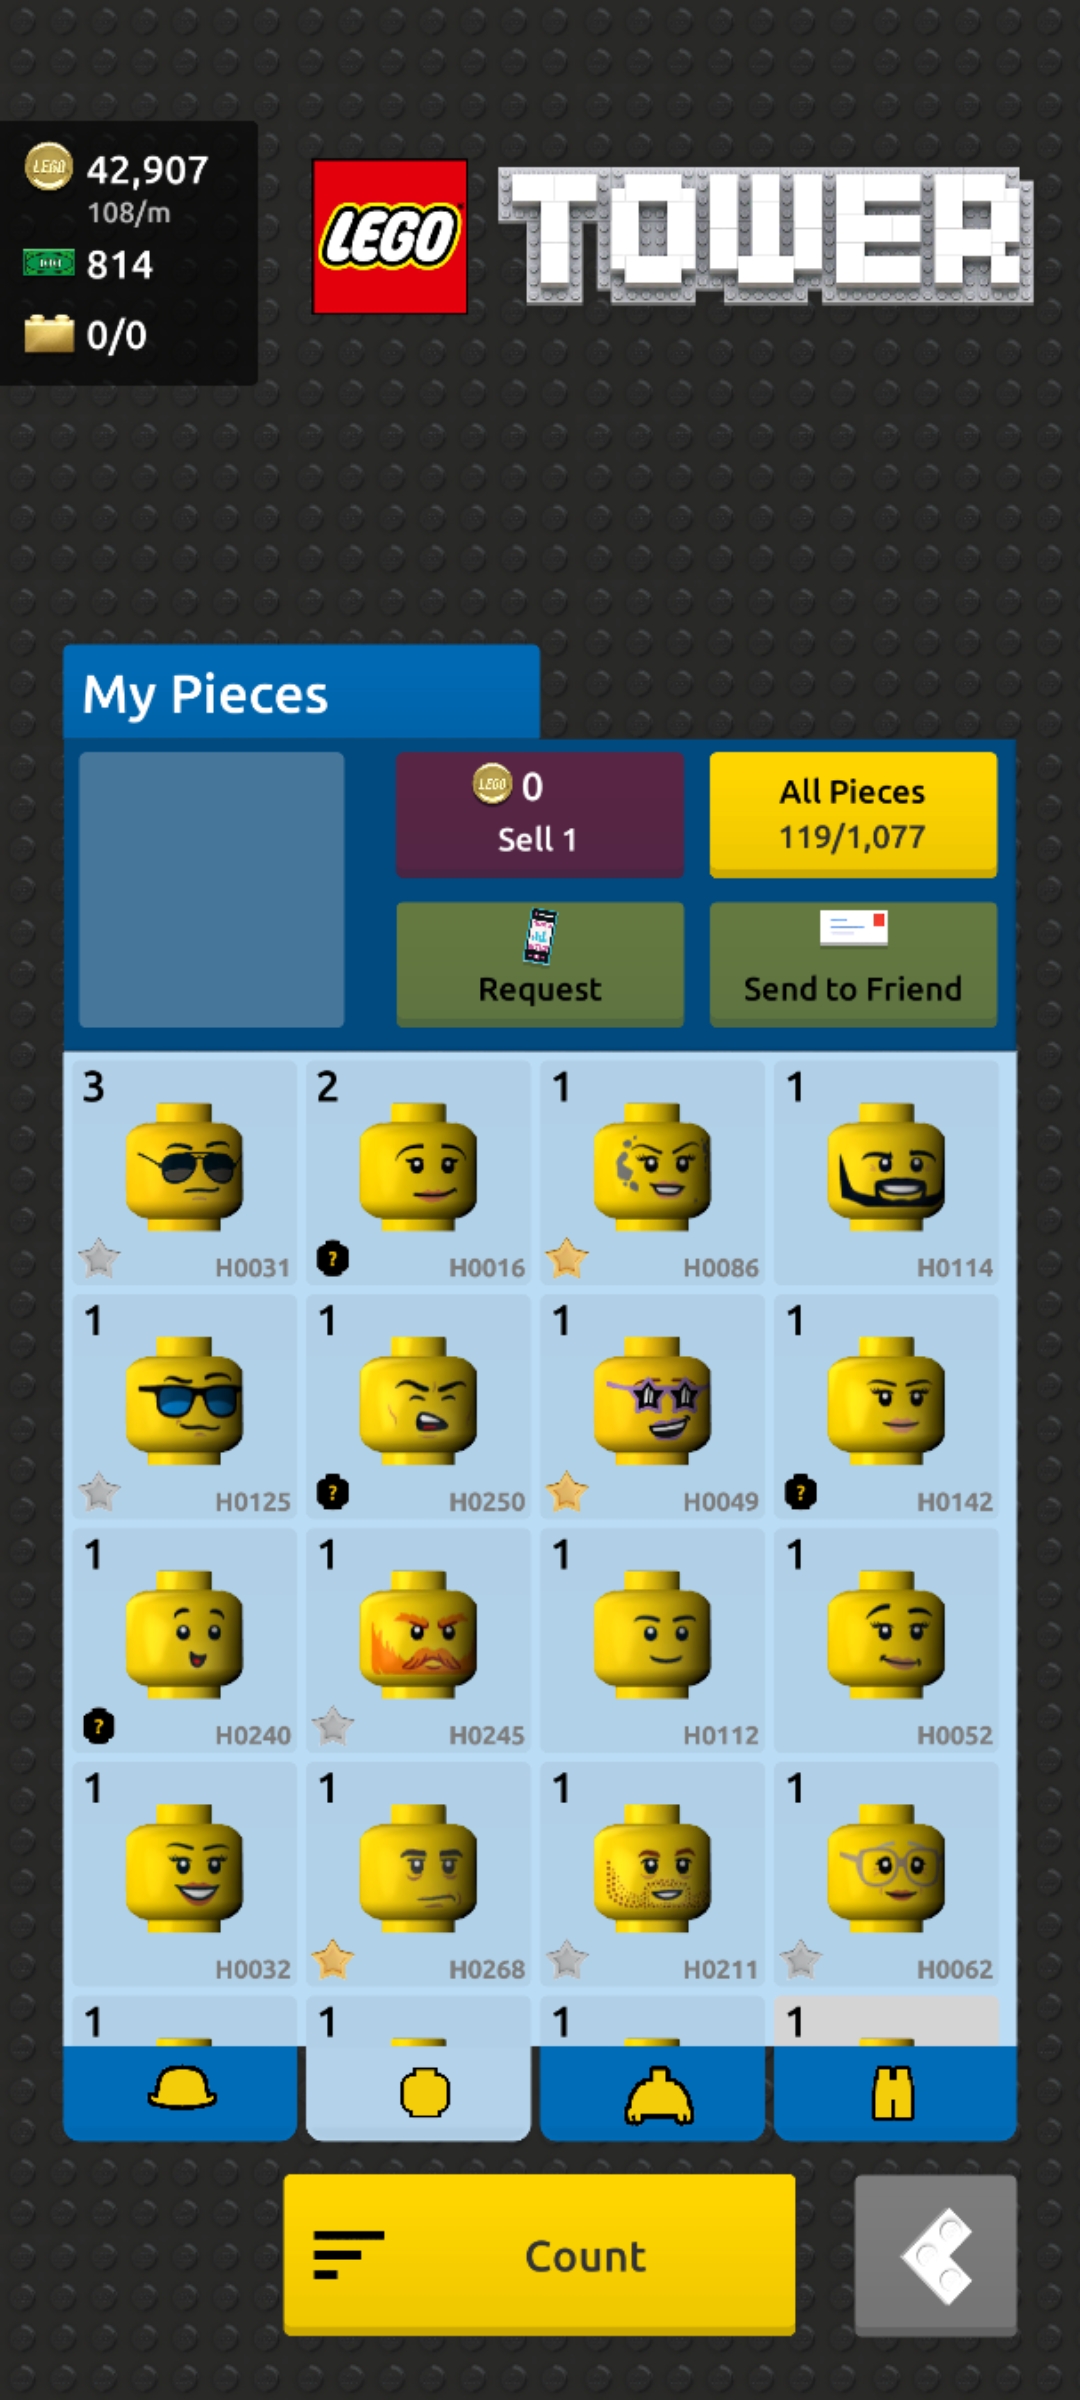 LEGO 42,907
108/m
814
0/0
LEGO TOWER
My Pieces
LEGO 0
Sell 1
All Pieces
119/1,077
Request
Send to Friend
3
2
1
1
H0031
? H0016
H0086
H0114
1
1
1
1
H0125
? H0250
H0049
? H0142
1
1
1
1
? H0240
H0245
H0112
H0052
1
1
1
1
H0032
H0268
H0211
H0062
1
1
1
1
Count